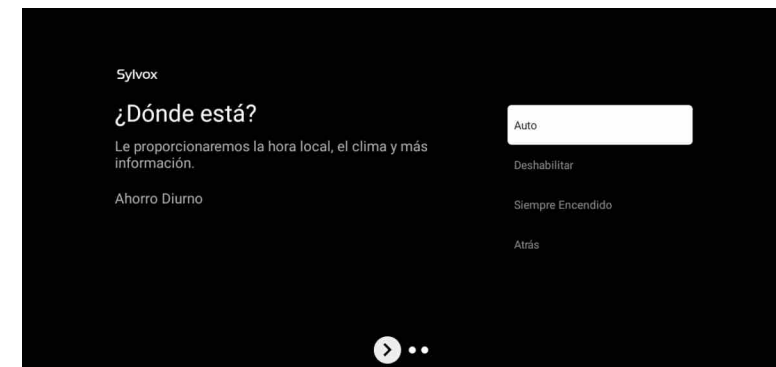 Sylvox
¿Dónde está?
Le proporcionaremos la hora local, el clima y más
información.
Ahorro Diurno
Auto
Deshabilitar
Siempre Encendido
Atrás